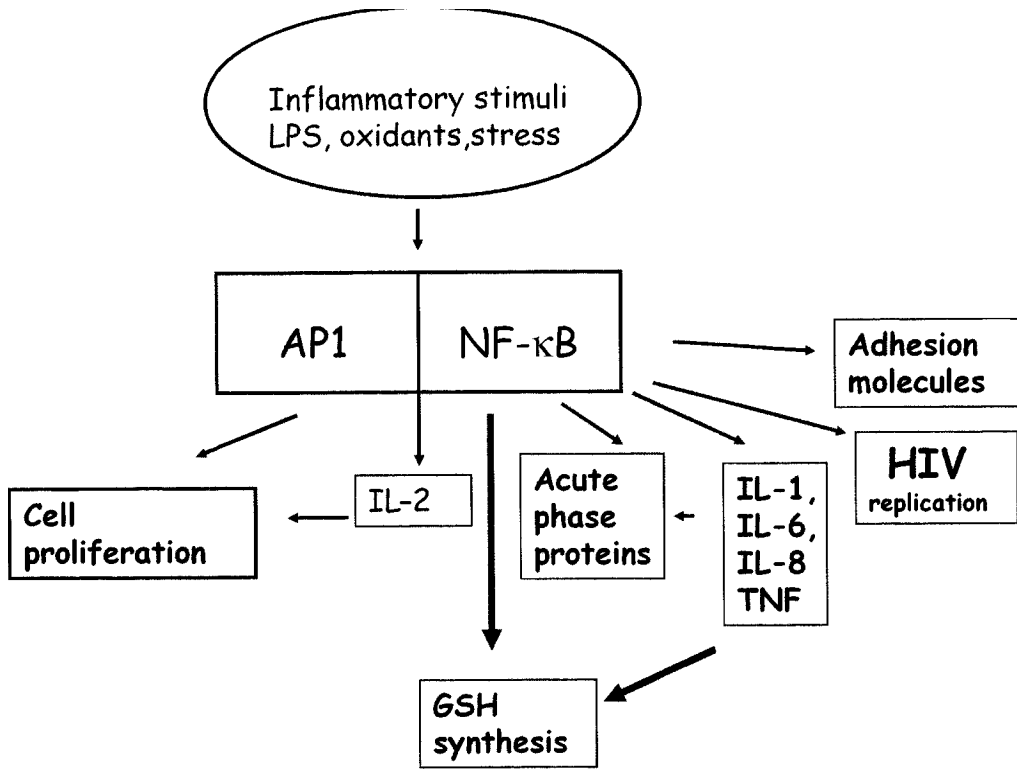 Inflammatory stimuli
LPS, oxidants,stress
AP1
NF-κB
Adhesion
molecules
HIV
replication
IL-2
Acute
phase
proteins
IL-1,
IL-6,
IL-8
TNF
Cell
proliferation
GSH
synthesis